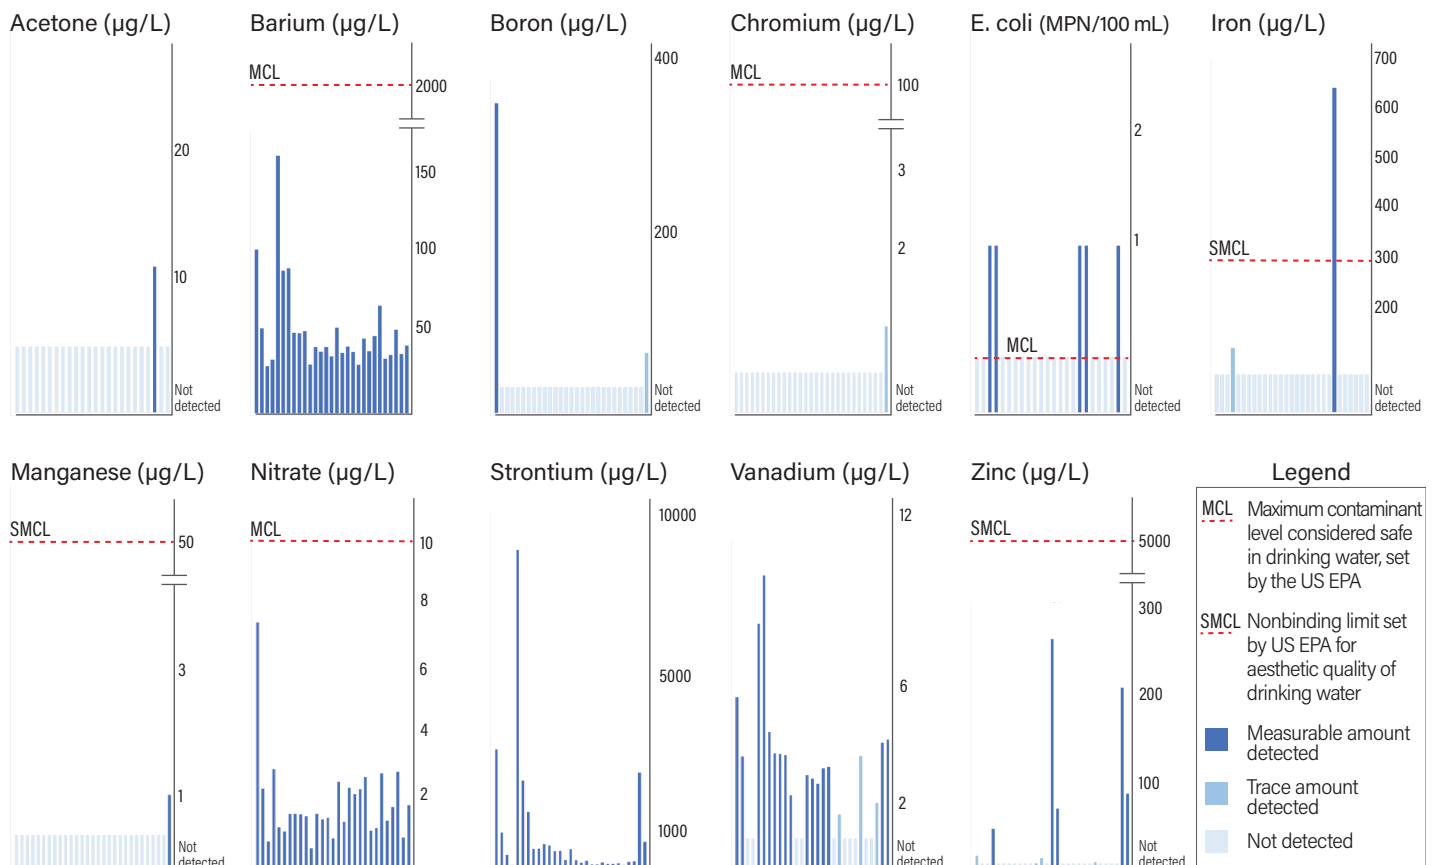 Acetone (µg/L)
20
10
Not
detected
Barium (µg/L)
MCL
2000
150
100
50
Boron (µg/L)
400
200
Not
detected
Chromium (µg/L)
MCL
100
3
2
Not
detected
E. coli (MPN/100 mL)
2
1
MCL
Not
detected
Iron (µg/L)
700
600
500
400
SMCL
300
200
Not
detected
Manganese (µg/L)
SMCL
50
3
1
Not
detected
Nitrate (µg/L)
MCL
10
8
6
4
2
Strontium (µg/L)
10000
5000
1000
Vanadium (µg/L)
12
6
2
Not
detected
Zinc (µg/L)
SMCL
5000
300
200
100
Not
detected
Legend
MCL Maximum contaminant
level considered safe
in drinking water, set
by the US EPA
SMCL Nonbinding limit set
by US EPA for
aesthetic quality of
drinking water
Measurable amount
detected
Trace amount
detected
Not detected